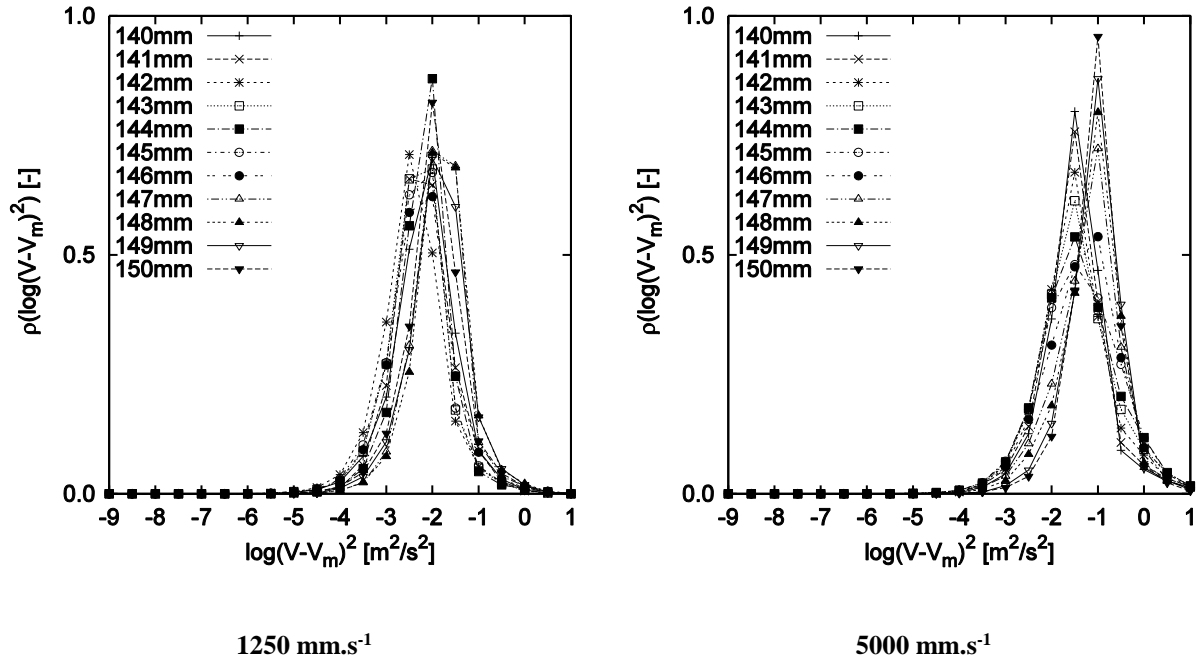 1.0
140mm
141mm
142mm
143mm
144mm
145mm
146mm
147mm
148mm
149mm
150mm
0.5
0.0
ρ(log(V-Vm)²) [-]
-9 -8 -7 -6 -5 -4 -3 -2 -1 0 1
log(V-Vm)² [m²/s²]
1250 mm.s⁻¹
1.0
140mm
141mm
142mm
143mm
144mm
145mm
146mm
147mm
148mm
149mm
150mm
0.5
0.0
ρ(log(V-Vm)²) [-]
-9 -8 -7 -6 -5 -4 -3 -2 -1 0 1
log(V-Vm)² [m²/s²]
5000 mm.s⁻¹